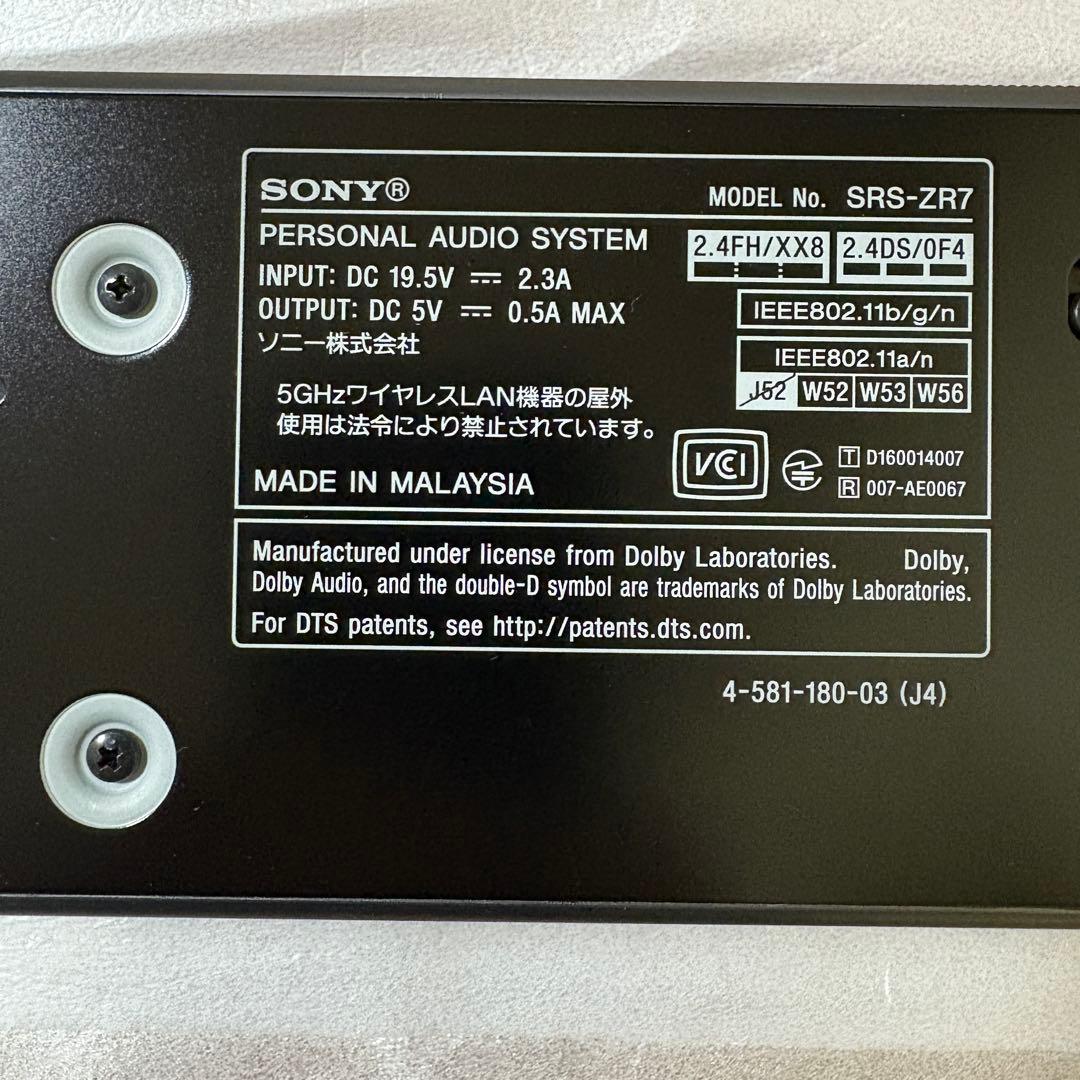 SONY® MODEL No. SRS-ZR7
PERSONAL AUDIO SYSTEM
2.4FH/XX8 2.4DS/0F4
INPUT: DC 19.5V ⎓ 2.3A
OUTPUT: DC 5V ⎓ 0.5A MAX
IEEE802.11b/g/n
ソニー株式会社
IEEE802.11a/n
J52 W52 W53 W56
5GHzワイヤレスLAN機器の屋外
使用は法令により禁止されています。
VCI
T D160014007
R 007-AE0067
MADE IN MALAYSIA
Manufactured under license from Dolby Laboratories. Dolby,
Dolby Audio, and the double-D symbol are trademarks of Dolby Laboratories.
For DTS patents, see http://patents.dts.com.
4-581-180-03 (J4)